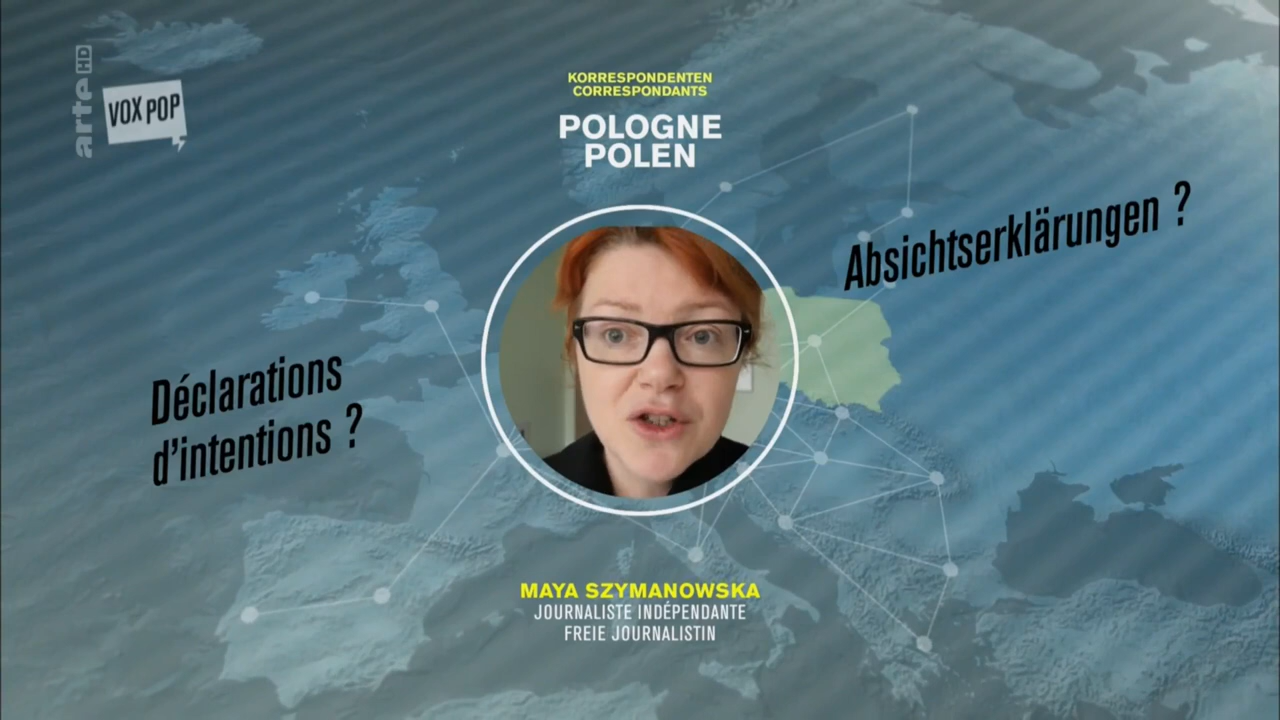 arte HD
VOX POP
KORRESPONDENTEN
CORRESPONDANTS
POLOGNE
POLEN
Absichtserklärungen ?
Déclarations
d'intentions ?
MAYA SZYMANOWSKA
JOURNALISTE INDÉPENDANTE
FREIE JOURNALISTIN